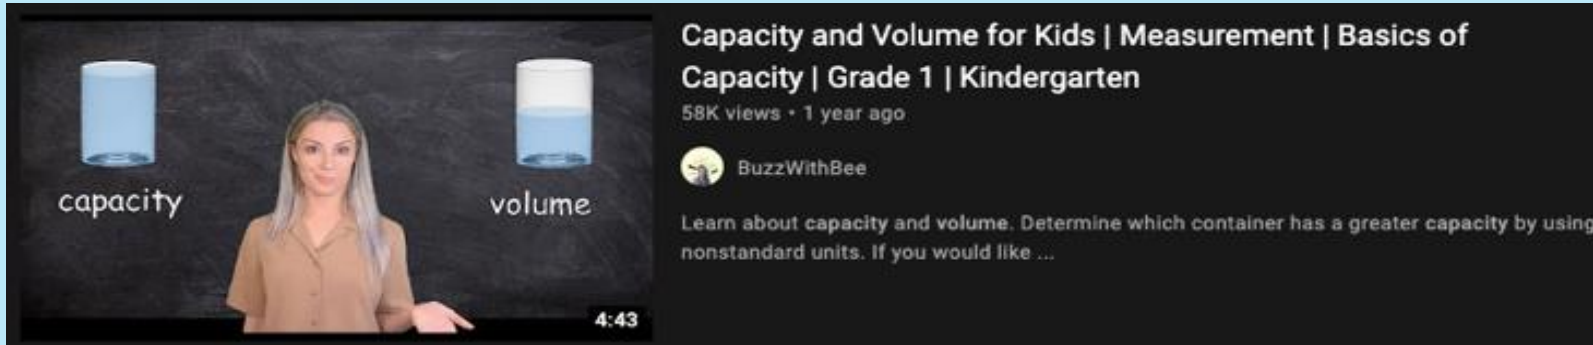 capacity
volume
4:43
Capacity and Volume for Kids | Measurement | Basics of
Capacity | Grade 1 | Kindergarten
58K views • 1 year ago
BuzzWithBee
Learn about capacity and volume. Determine which container has a greater capacity by using
nonstandard units. If you would like ...